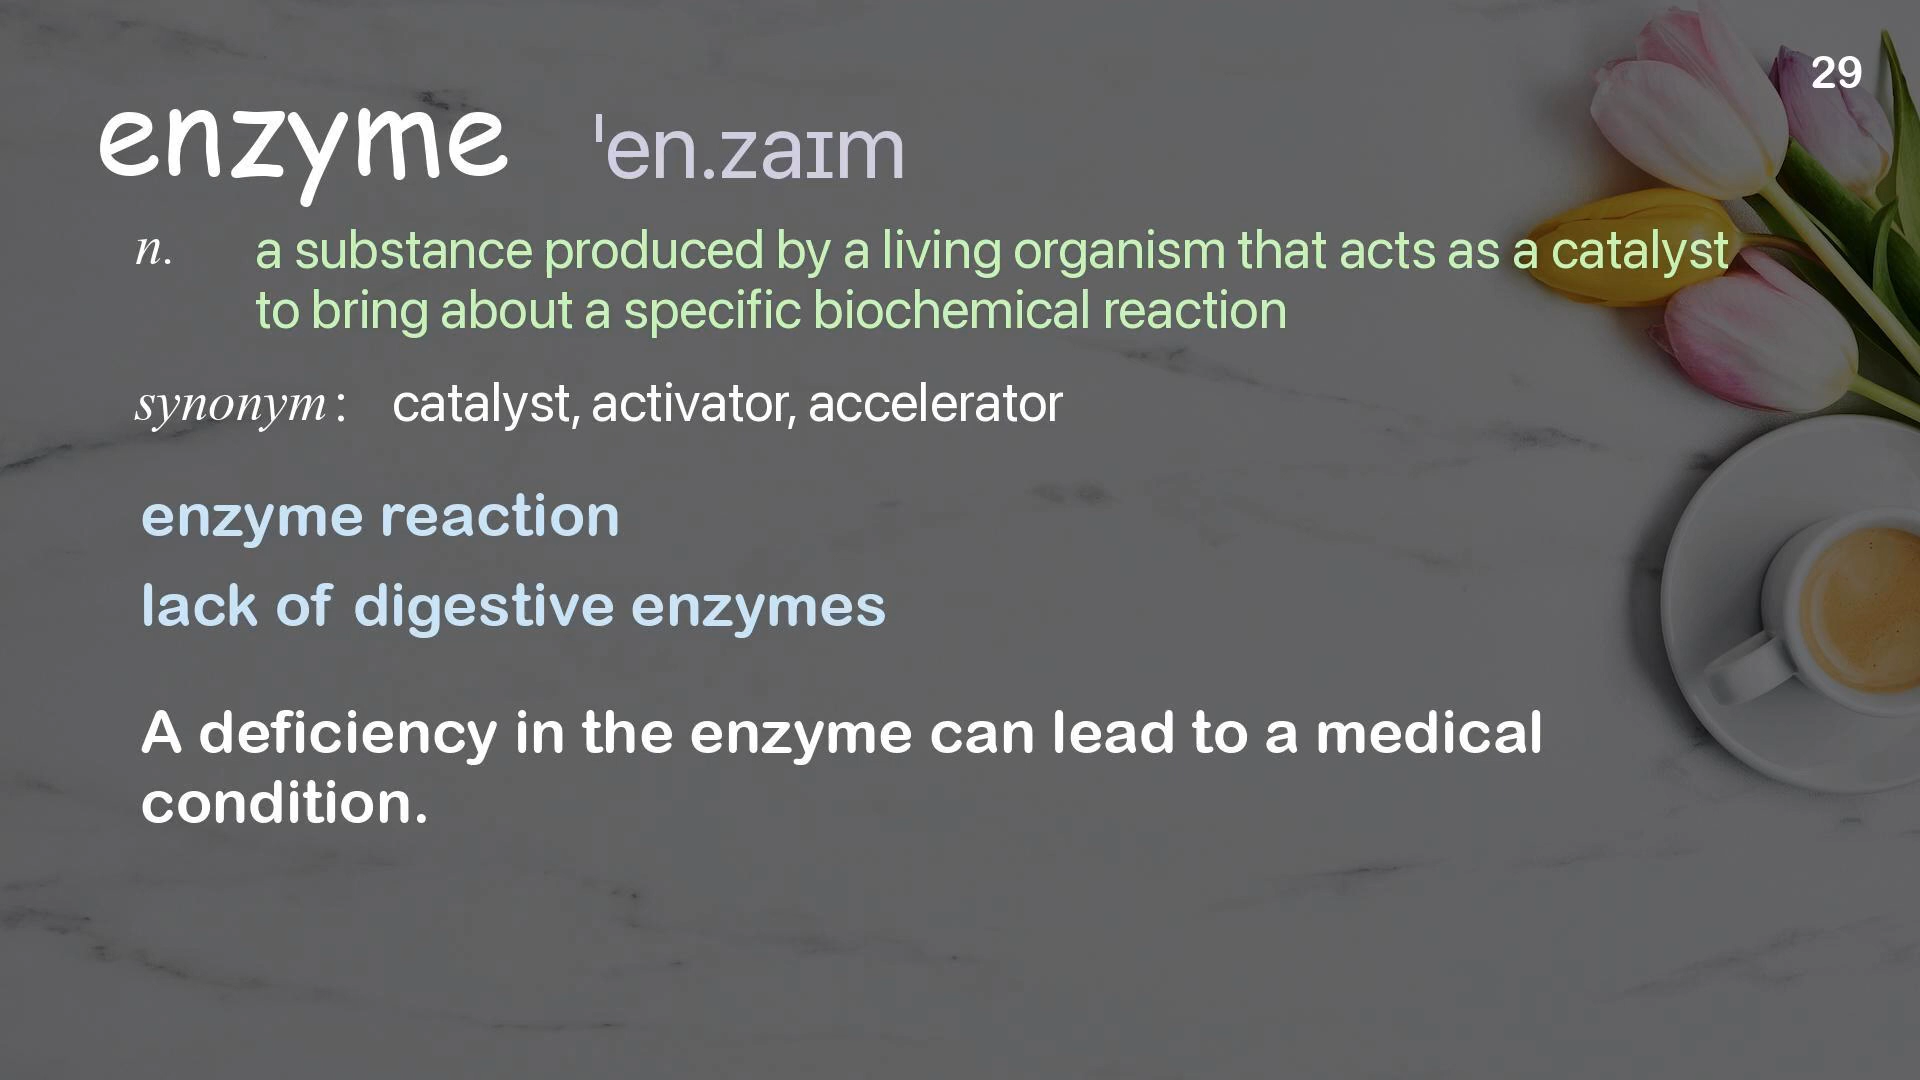 29
enzyme ˈen.zaɪm
n. a substance produced by a living organism that acts as a catalyst
to bring about a specific biochemical reaction
synonym: catalyst, activator, accelerator
enzyme reaction
lack of digestive enzymes
A deficiency in the enzyme can lead to a medical
condition.